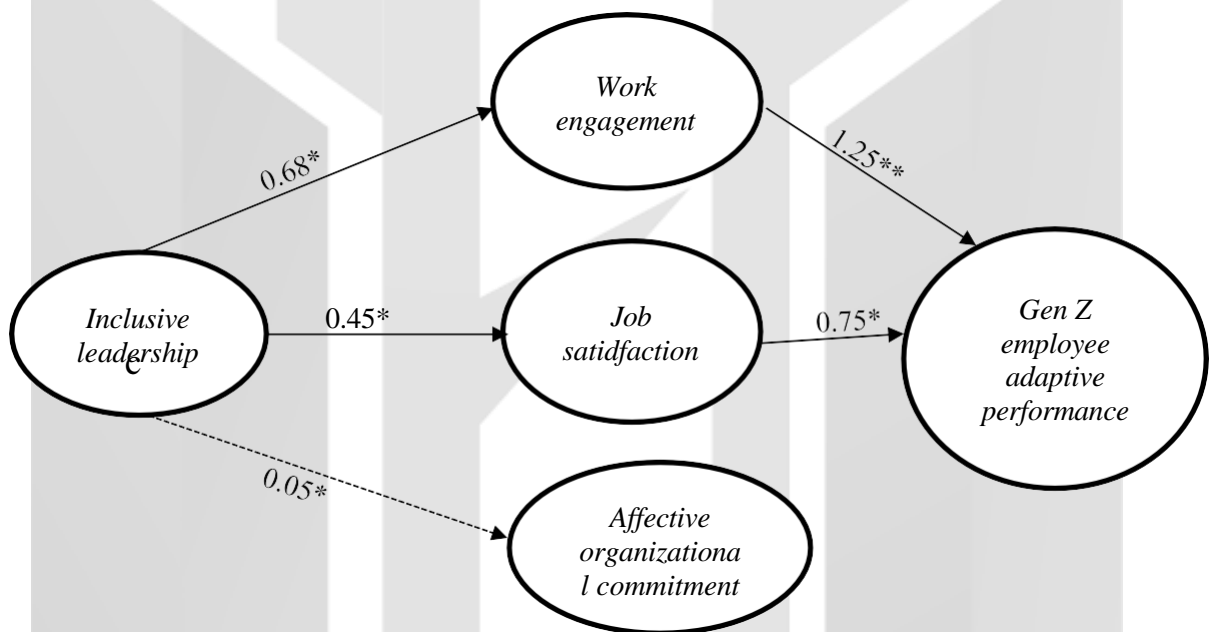 Work
engagement
0.68*
1.25**
Inclusive
leadership
e
0.45*
Job
satidfaction
0.75*
Gen Z
employee
adaptive
performance
0.05*
Affective
organizationa
l commitment